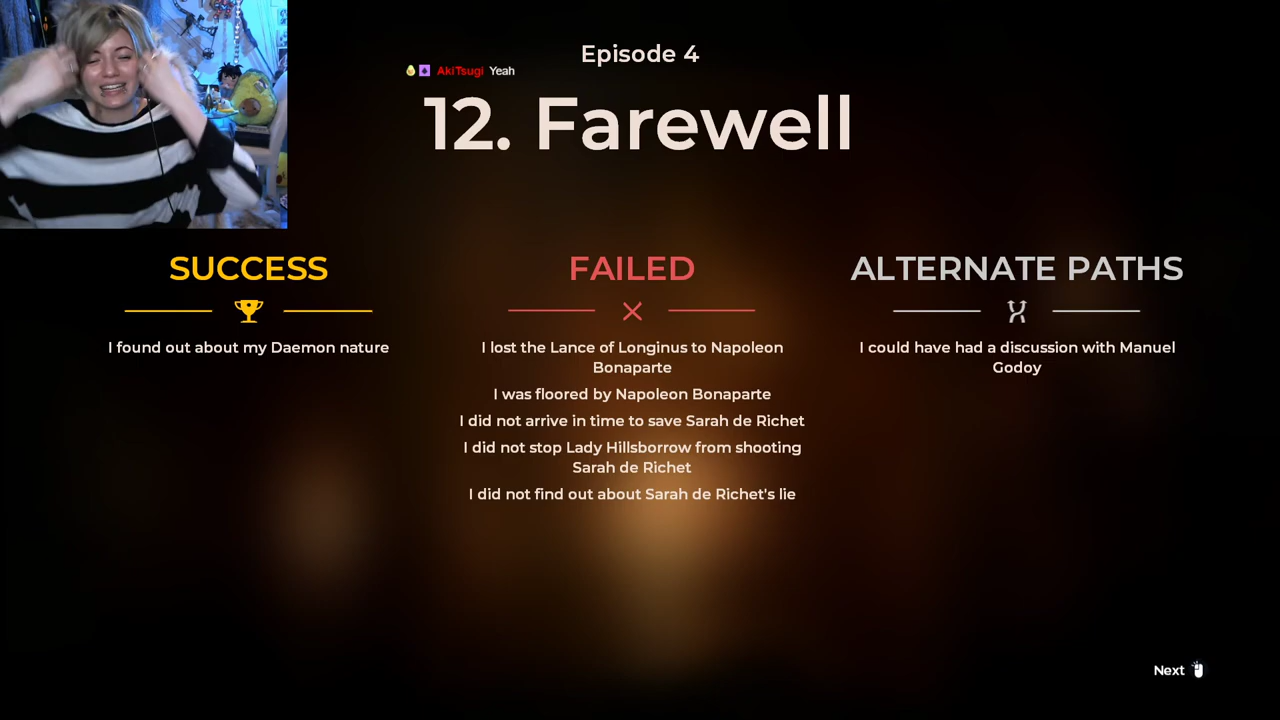 Episode 4
AkiTsugi Yeah
12. Farewell
SUCCESS
I found out about my Daemon nature
FAILED
I lost the Lance of Longinus to Napoleon
Bonaparte
I was floored by Napoleon Bonaparte
I did not arrive in time to save Sarah de Richet
I did not stop Lady Hillsborrow from shooting
Sarah de Richet
I did not find out about Sarah de Richet's lie
ALTERNATE PATHS
I could have had a discussion with Manuel
Godoy
Next